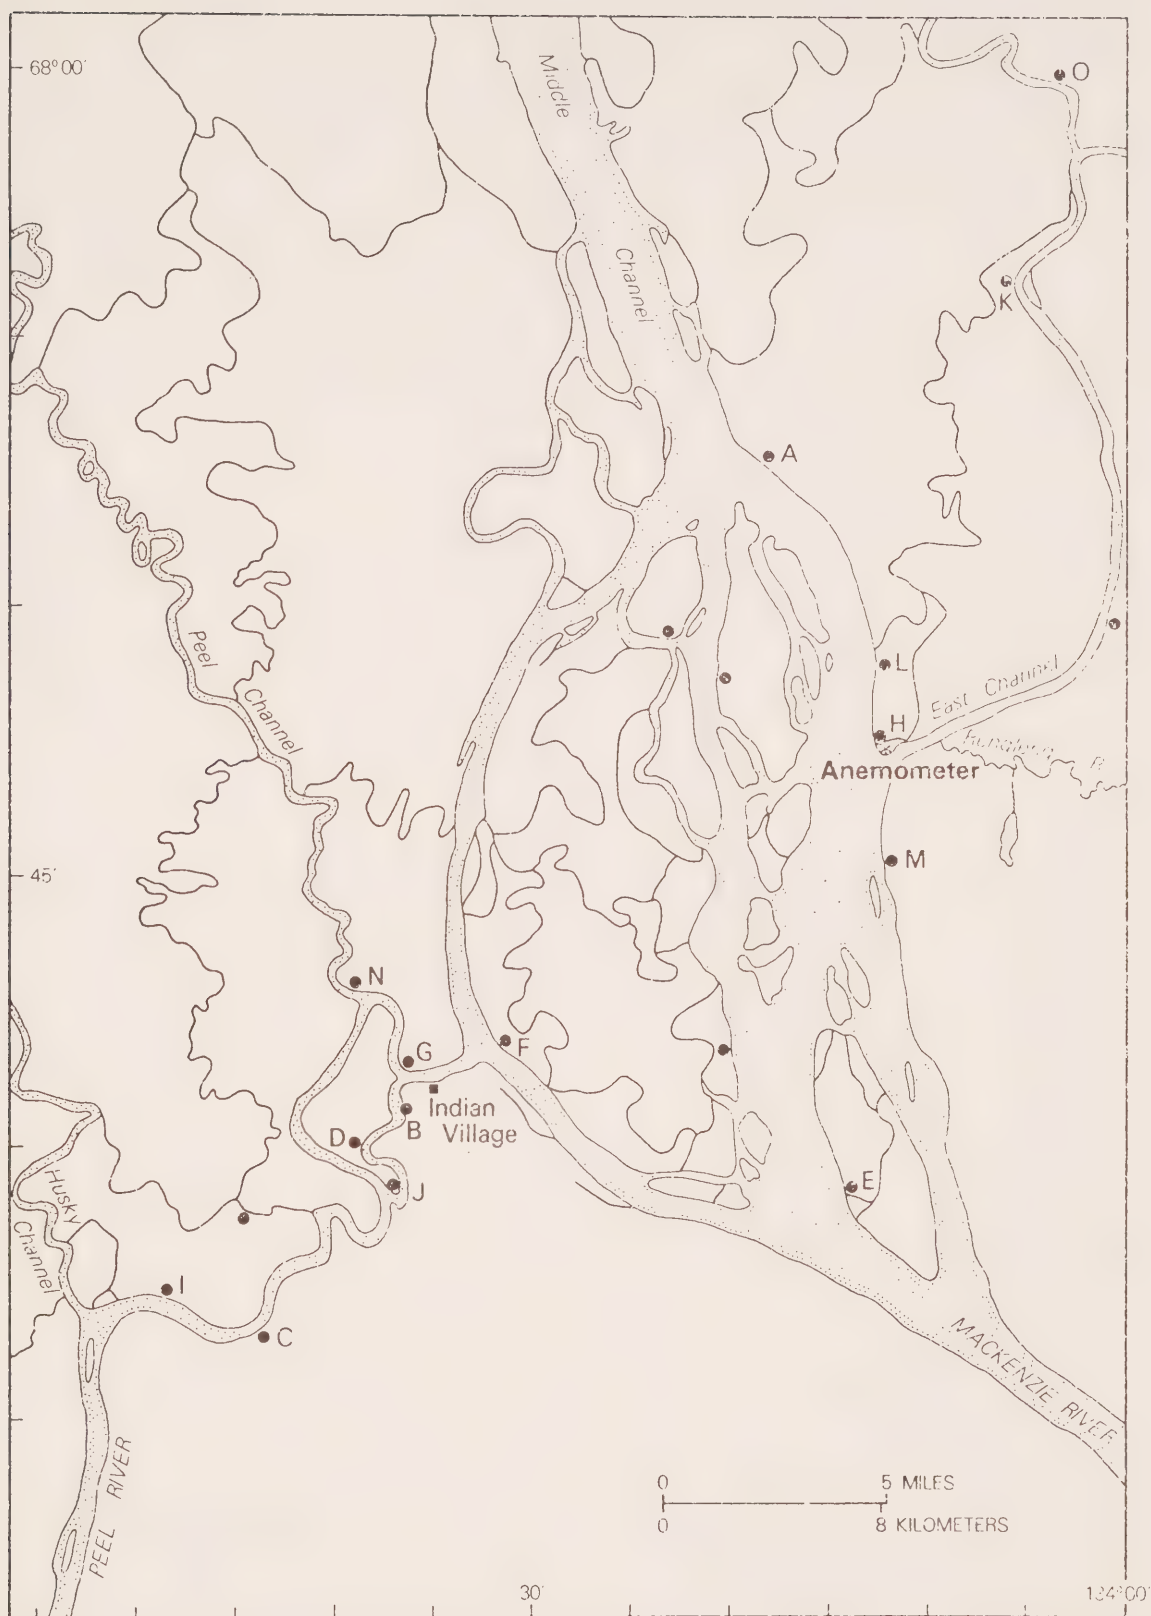 68°00'
Middle
O
Channel
K
A
Peel
Channel
L
East Channel
H
Anemometer
M
45'
N
G
F
Indian
Village
B
D
J
E
Husky
Channel
I
C
MACKENZIE RIVER
PEEL RIVER
0
5 MILES
0
8 KILOMETERS
30'
134°00'